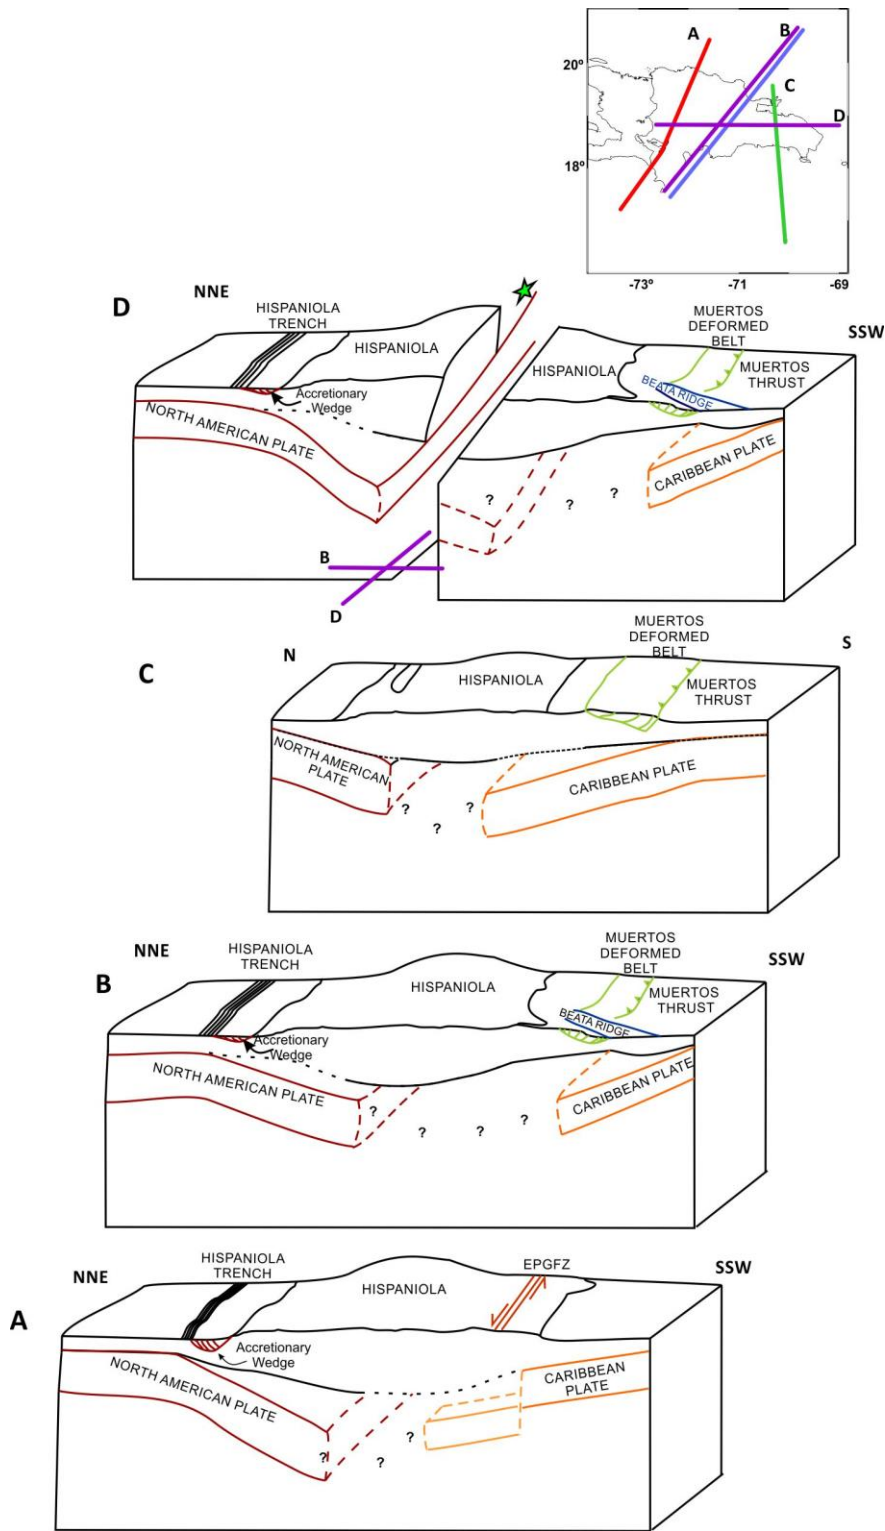 A
B
C
D
20º
18º
-73º
-71
-69
D
NNE
HISPANIOLA
TRENCH
HISPANIOLA
Accretionary
Wedge
NORTH AMERICAN PLATE
MUERTOS
DEFORMED
BELT
SSW
HISPANIOLA
MUERTOS
THRUST
BEATA RIDGE
CARIBBEAN PLATE
?
?
?
B
D
C
N
MUERTOS
DEFORMED
BELT
S
HISPANIOLA
MUERTOS
THRUST
NORTH AMERICAN
PLATE
CARIBBEAN PLATE
?
?
?
B
NNE
HISPANIOLA
TRENCH
MUERTOS
DEFORMED
BELT
SSW
HISPANIOLA
MUERTOS
THRUST
BEATA RIDGE
Accretionary
Wedge
NORTH AMERICAN PLATE
CARIBBEAN PLATE
?
?
?
?
A
NNE
HISPANIOLA
TRENCH
EPGFZ
SSW
HISPANIOLA
Accretionary
Wedge
NORTH AMERICAN PLATE
CARIBBEAN
PLATE
?
?
?